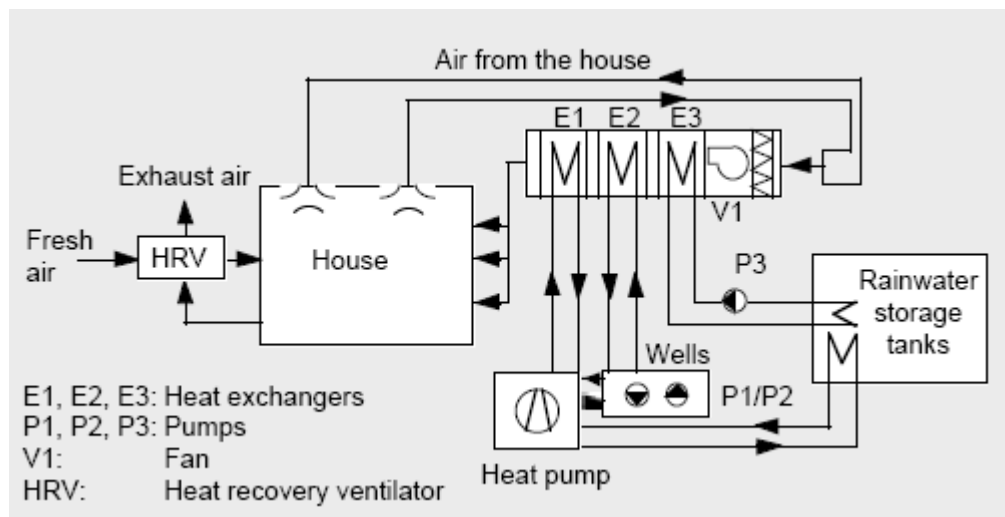 Air from the house
E1 E2 E3
Exhaust air
V1
Fresh
air
HRV
House
P3
Rainwater
storage
tanks
Wells
P1/P2
Heat pump
E1, E2, E3: Heat exchangers
P1, P2, P3: Pumps
V1: Fan
HRV: Heat recovery ventilator